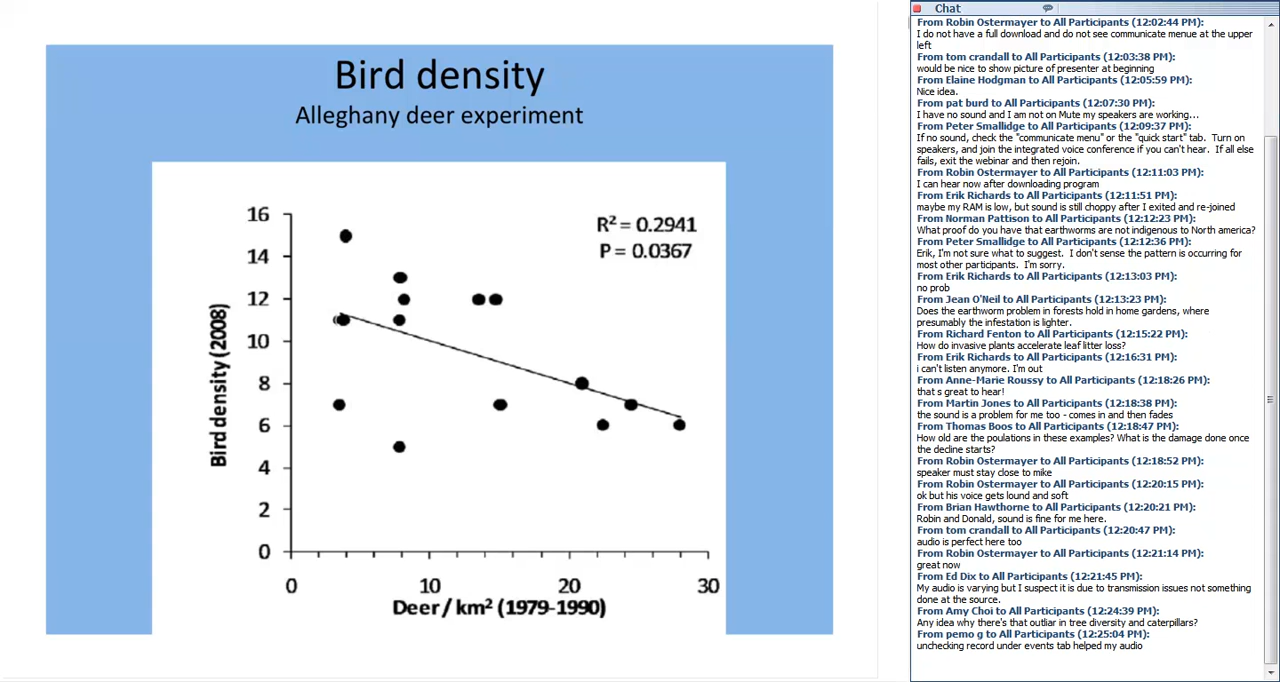 Bird density
Alleghany deer experiment
R² = 0.2941
P = 0.0367
16
14
12
10
8
6
4
2
0
Bird density (2008)
0 10 20 30
Deer / km² (1979-1990)
Chat
From Robin Ostermayer to All Participants (12:02:44 PM):
I do not have a full download and do not see communicate menue at the upper
left
From tom crandall to All Participants (12:03:38 PM):
would be nice to show picture of presenter at beginning
From Elaine Hodgman to All Participants (12:05:59 PM):
Nice idea.
From pat burd to All Participants (12:07:30 PM):
I have no sound and I am not on Mute my speakers are working...
From Peter Smallidge to All Participants (12:09:37 PM):
If no sound, check the "communicate menu" or the "quick start" tab. Turn on
speakers, and join the integrated voice conference if you can't hear. If all else
fails, exit the webinar and then rejoin.
From Robin Ostermayer to All Participants (12:11:03 PM):
I can hear now after downloading program
From Erik Richards to All Participants (12:11:51 PM):
maybe my RAM is low, but sound is still choppy after I exited and re-joined
From Norman Pattison to All Participants (12:12:23 PM):
What proof do you have that earthworms are not indigenous to North america?
From Peter Smallidge to All Participants (12:12:36 PM):
Erik, I'm not sure what to suggest. I don't sense the pattern is occurring for
most other participants. I'm sorry.
From Erik Richards to All Participants (12:13:03 PM):
no prob
From Jean O'Neil to All Participants (12:13:23 PM):
Does the earthworm problem in forests hold in home gardens, where
presumably the infestation is lighter.
From Richard Fenton to All Participants (12:15:22 PM):
How do invasive plants accelerate leaf litter loss?
From Erik Richards to All Participants (12:16:31 PM):
i can't listen anymore. I'm out
From Anne-Marie Roussy to All Participants (12:18:26 PM):
that s great to hear!
From Martin Jones to All Participants (12:18:38 PM):
the sound is a problem for me too - comes in and then fades
From Thomas Boos to All Participants (12:18:47 PM):
How old are the poulations in these examples? What is the damage done once
the decline starts?
From Robin Ostermayer to All Participants (12:18:52 PM):
speaker must stay close to mike
From Robin Ostermayer to All Participants (12:20:15 PM):
ok but his voice gets lound and soft
From Brian Hawthorne to All Participants (12:20:21 PM):
Robin and Donald, sound is fine for me here.
From tom crandall to All Participants (12:20:47 PM):
audio is perfect here too
From Robin Ostermayer to All Participants (12:21:14 PM):
great now
From Ed Dix to All Participants (12:21:45 PM):
My audio is varying but I suspect it is due to transmission issues not something
done at the source.
From Amy Choi to All Participants (12:24:39 PM):
Any idea why there's that outliar in tree diversity and caterpillars?
From pemo g to All Participants (12:25:04 PM):
unchecking record under events tab helped my audio